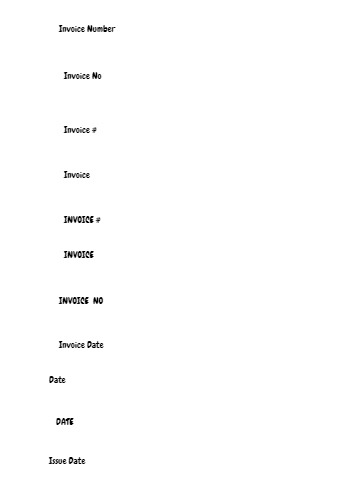 Invoice Number
Invoice No
Invoice #
Invoice
INVOICE #
INVOICE
INVOICE NO
Invoice Date
Date
DATE
Issue Date